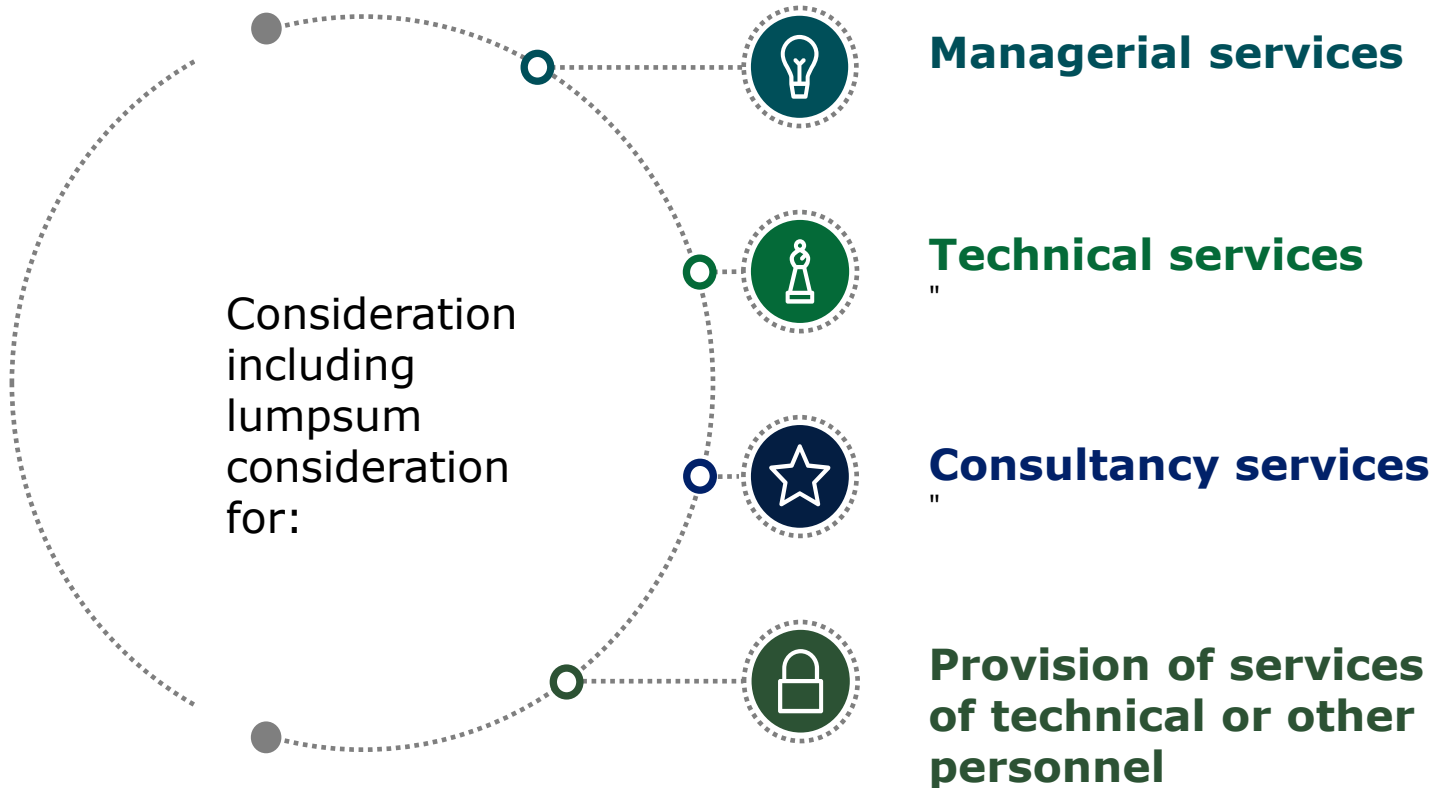 Consideration
including
lumpsum
consideration
for:
Managerial services
Technical services
"
Consultancy services
"
Provision of services
of technical or other
personnel